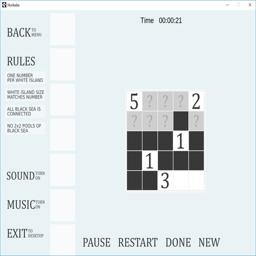 Nurikabe
Time 00:00:21
BACK TO MENU
RULES
ONE NUMBER
PER WHITE ISLAND
WHITE ISLAND SIZE
MATCHES NUMBER
ALL BLACK SEA IS
CONNECTED
NO 2x2 POOLS OF
BLACK SEA
5 ? ? ? 2
? ? ? ?
1
1
3
SOUND TURN ON
MUSIC TURN ON
EXIT TO DESKTOP
PAUSE RESTART DONE NEW